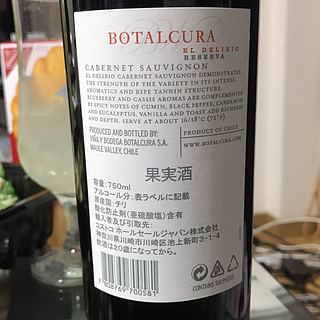 BOTALCURA
EL DELIRIO
RESERVA
CABERNET SAUVIGNON
EL DELIRIO CABERNET SAUVIGNON DEMONSTRATES
THE STRENGTH OF THE VARIETY IN ITS INTENSE
AROMATICS AND RIPE TANNIN STRUCTURE.
BLUEBERRY AND CASSIS AROMAS ARE COMPLEMENTED
BY SPICY NOTES OF CUMIN, BLACK PEPPER, CARDAMOM
AND EUCALYPTUS. VANILLA AND TOAST ADD RICHNESS
AND DEPTH. SERVE AT ABOUT 16/18°C (72°F)
PRODUCED AND BOTTLED BY:
VIÑA Y BODEGA BOTALCURA S.A.
MAULE VALLEY, CHILE
PRODUCT OF CHILE
WWW.BOTALCURA.COM
果実酒
容量:750ml
アルコール分:表ラベルに記載
原産国:チリ
酸化防止剤(亜硫酸塩)含有
輸入者及び引取先:
コストコ ホールセールジャパン株式会社
神奈川県川崎市川崎区池上新町3-1-4
飲酒は20歳になってから。
CONTAINS SULPHITES